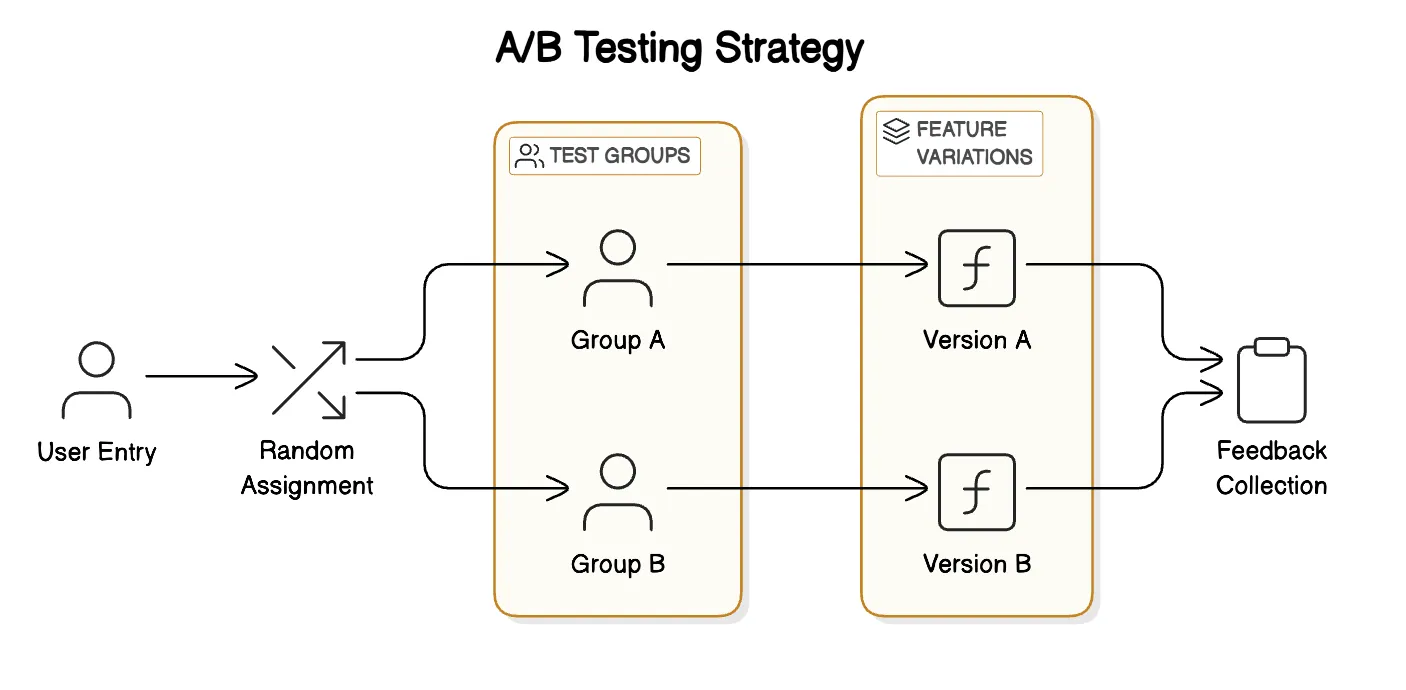 A/B Testing Strategy
TEST GROUPS
FEATURE
VARIATIONS
Group A
Version A
User Entry
Random
Assignment
Feedback
Collection
Group B
Version B